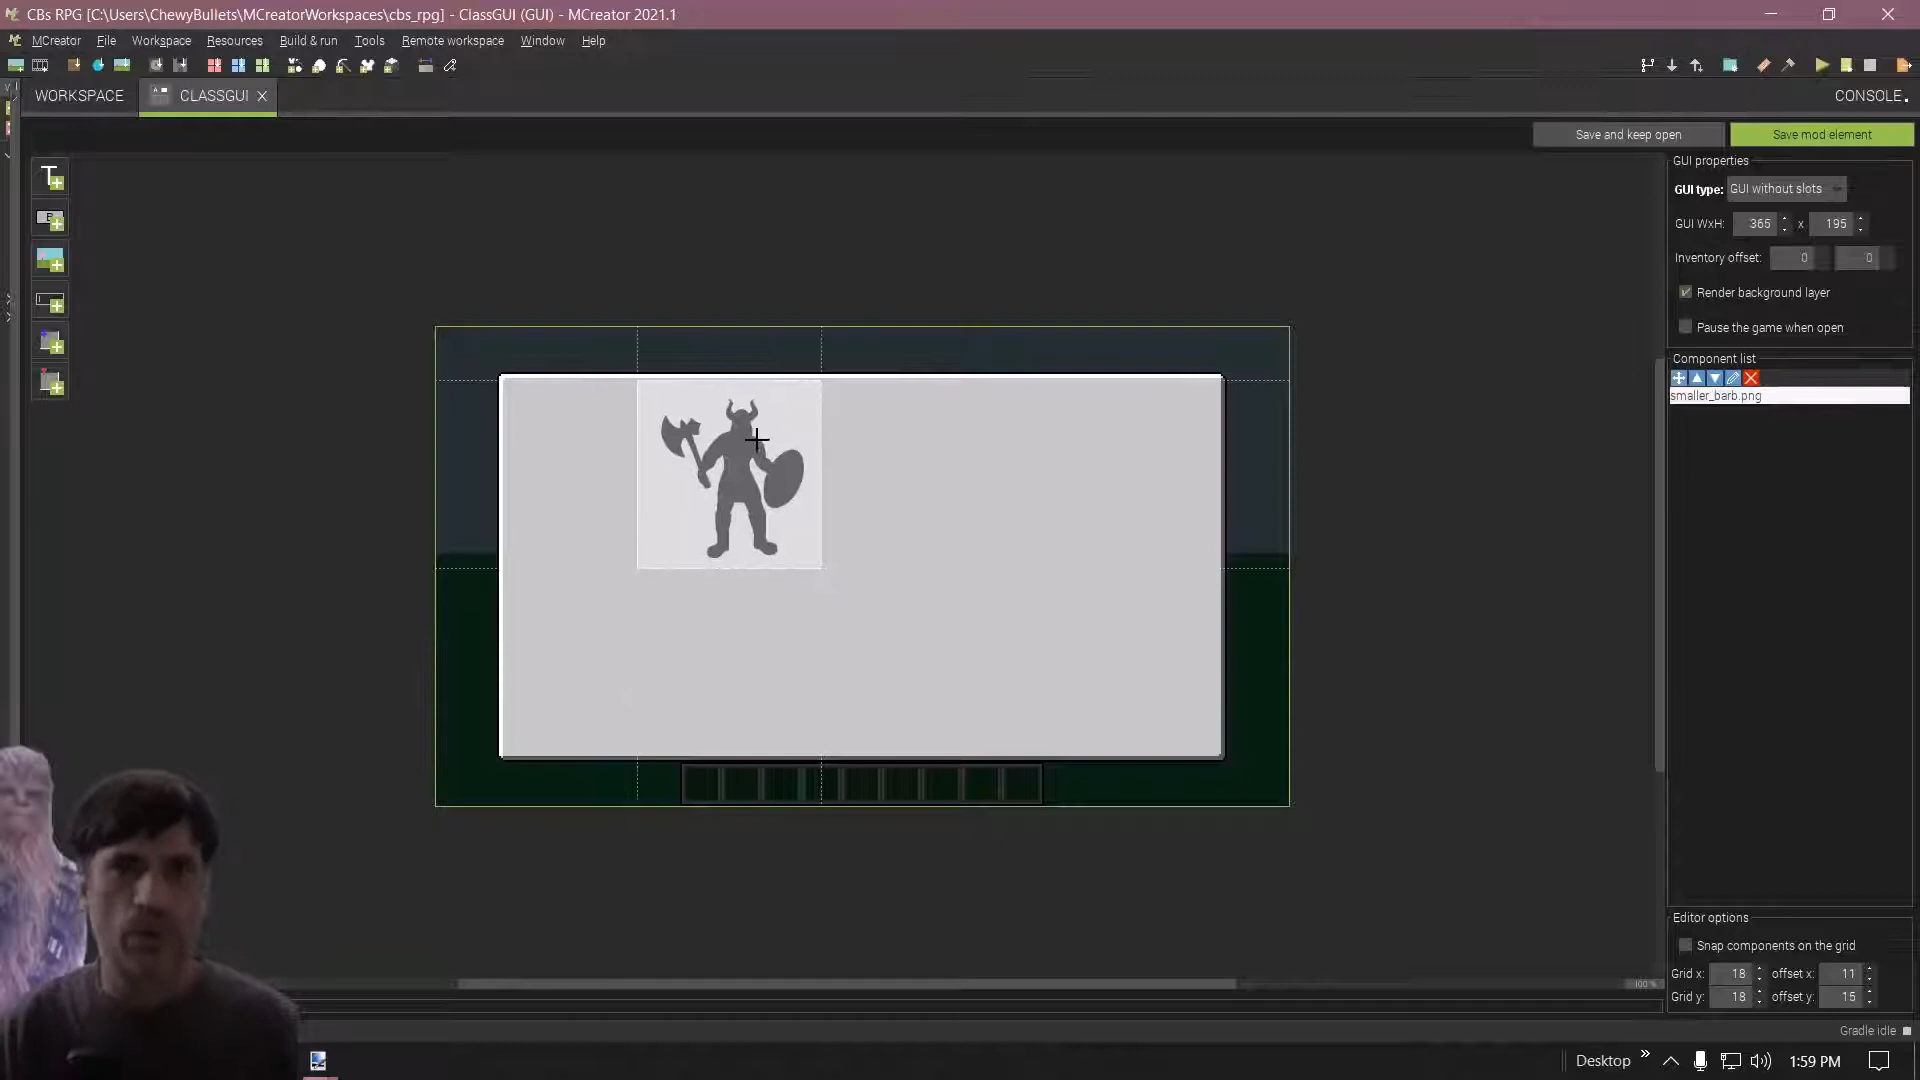 CBs RPG [C:\Users\ChewyBullets\MCreatorWorkspaces\cbs_rpg] - ClassGUI (GUI) - MCreator 2021.1
MCreator File Workspace Resources Build & run Tools Remote workspace Window Help
WORKSPACE CLASSGUI CONSOLE
Save and keep open Save mod element
GUI properties
GUI type: GUI without slots
GUI WxH: 365 x 195
Inventory offset: 0 0
Render background layer
Pause the game when open
Component list
smaller_barb.png
Editor options
Snap components on the grid
100 %
Grid x: 18 offset x: 11
Grid y: 18 offset y: 15
Gradle idle
Desktop 1:59 PM